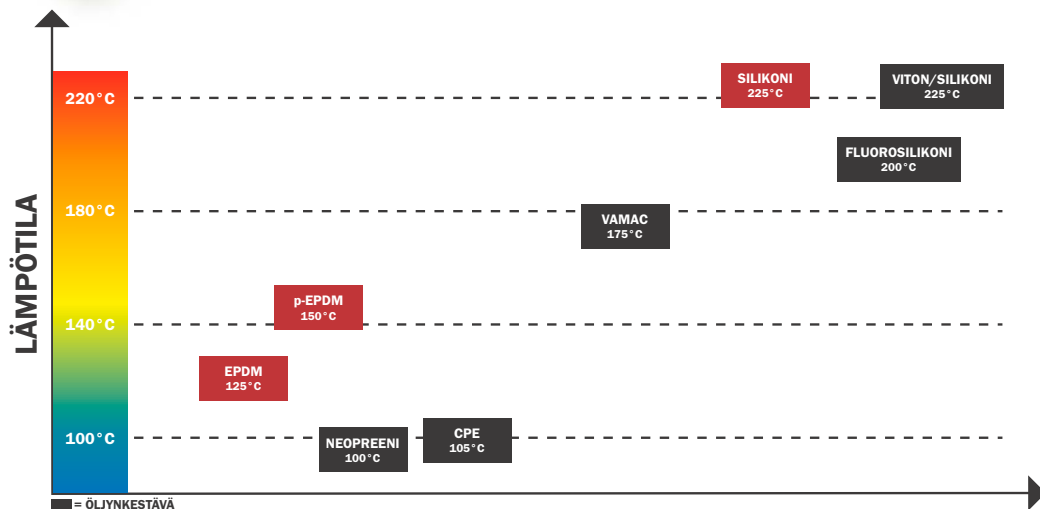 LÄMPÖTILA
220°C
180°C
140°C
100°C
SILIKONI
225°C
VITON/SILIKONI
225°C
FLUOROSILIKONI
200°C
VAMAC
175°C
p-EPDM
150°C
EPDM
125°C
NEOPREENI
100°C
CPE
105°C
= ÖLJYNKESTÄVÄ